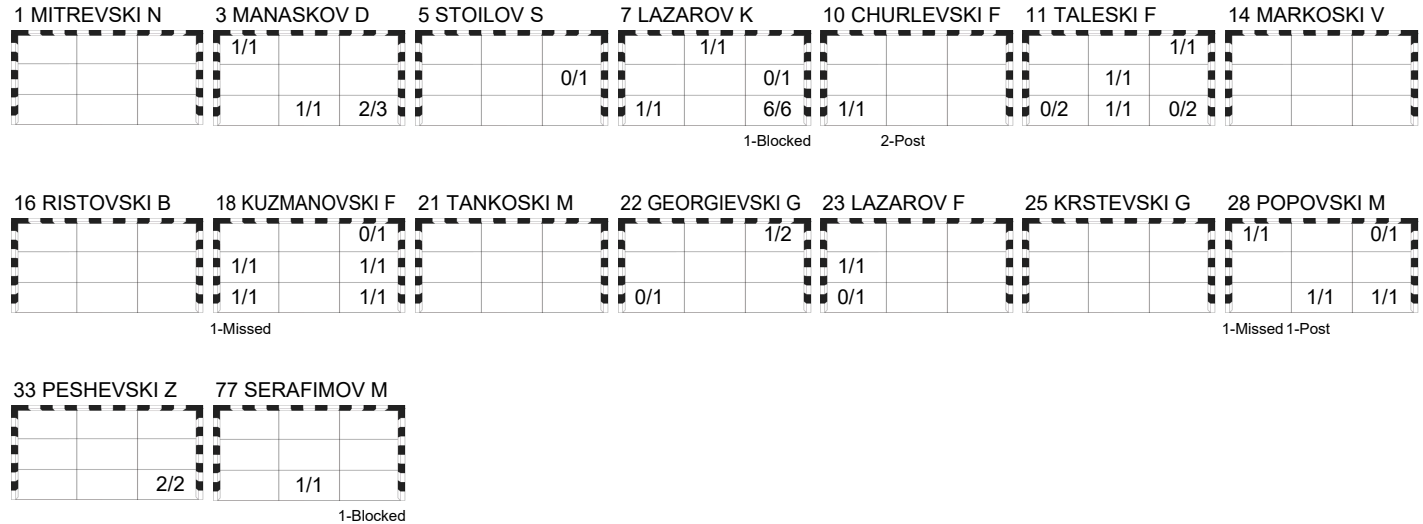 1 MITREVSKI N 3 MANASKOV D 5 STOILOV S 7 LAZAROV K 10 CHURLEVSKI F 11 TALESKI F 14 MARKOSKI V
1/1 1/1 1/1
0/1 0/1 1/1
1/1 2/3 1/1 6/6 1/1 0/2 1/1 0/2
1-Blocked 2-Post
16 RISTOVSKI B 18 KUZMANOVSKI F 21 TANKOSKI M 22 GEORGIEVSKI G 23 LAZAROV F 25 KRSTEVSKI G 28 POPOVSKI M
0/1 1/2 1/1 0/1
1/1 1/1 1/1
1/1 1/1 0/1 0/1 1/1 1/1
1-Missed 1-Missed 1-Post
33 PESHEVSKI Z 77 SERAFIMOV M
2/2 1/1
1-Blocked